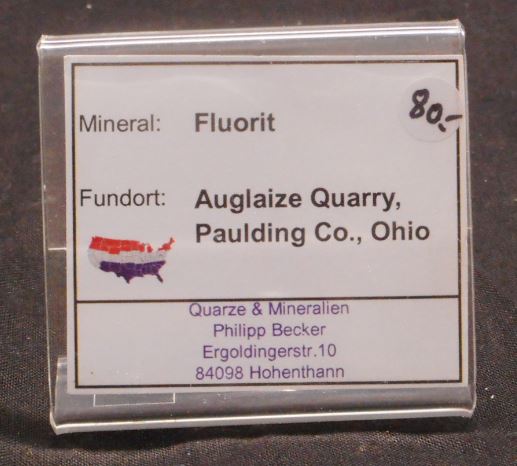 80.-
Mineral: Fluorit
Fundort: Auglaize Quarry,
Paulding Co., Ohio
Quarze & Mineralien
Philipp Becker
Ergoldingerstr.10
84098 Hohenthann